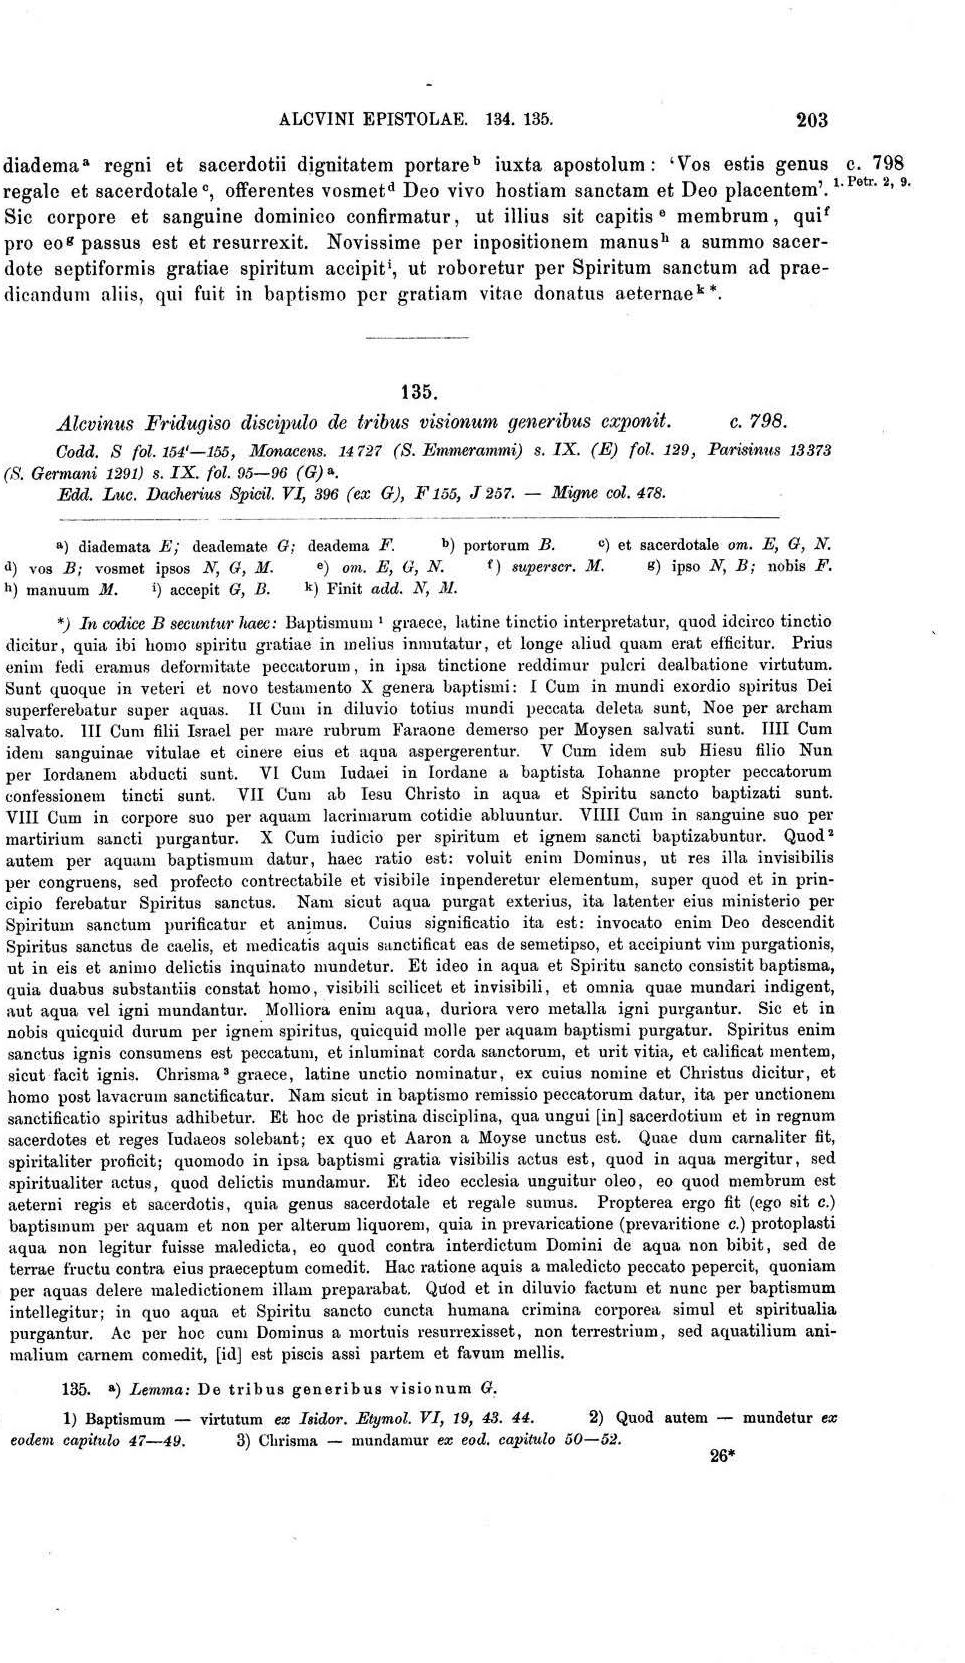 ALCVINI EPISTOLAE. 134. 135. 203
diadema ᵃ regni et sacerdotii dignitatem portare ᵇ iuxta apostolum: ‘Vos estis genus c. 798
regale et sacerdotale ᶜ, offerentes vosmet ᵈ Deo vivo hostiam sanctam et Deo placentem’. 1. Petr. 2, 9.
Sic corpore et sanguine dominico confirmatur, ut illius sit capitis ᵉ membrum, qui ᶠ
pro eo ᵍ passus est et resurrexit. Novissime per inpositionem manus ʰ a summo sacer-
dote septiformis gratiae spiritum accipit ⁱ, ut roboretur per Spiritum sanctum ad prae-
dicandum aliis, qui fuit in baptismo per gratiam vitae donatus aeternae ᵏ *.
135.
Alcvinus Fridugiso discipulo de tribus visionum generibus exponit. c. 798.
Codd. S fol. 154'—155, Monacens. 14727 (S. Emmerammi) s. IX. (E) fol. 129, Parisinus 13373
(S. Germani 1291) s. IX. fol. 95—96 (G) ᵃ.
Edd. Luc. Dacherius Spicil. VI, 396 (ex G), F 155, J 257. — Migne col. 478.
ᵃ) diademata E; deademate G; deadema F. ᵇ) portorum B. ᶜ) et sacerdotale om. E, G, N.
ᵈ) vos B; vosmet ipsos N, G, M. ᵉ) om. E, G, N. ᶠ) superscr. M. ᵍ) ipso N, B; nobis F.
ʰ) manuum M. ⁱ) accepit G, B. ᵏ) Finit add. N, M.
*) In codice B secuntur haec: Baptismum ¹ graece, latine tinctio interpretatur, quod idcirco tinctio
dicitur, quia ibi homo spiritu gratiae in melius inmutatur, et longe aliud quam erat efficitur. Prius
enim fedi eramus deformitate peccatorum, in ipsa tinctione reddimur pulcri dealbatione virtutum.
Sunt quoque in veteri et novo testamento X genera baptismi: I Cum in mundi exordio spiritus Dei
superferebatur super aquas. II Cum in diluvio totius mundi peccata deleta sunt, Noe per archam
salvato. III Cum filii Israel per mare rubrum Faraone demerso per Moysen salvati sunt. IIII Cum
idem sanguinae vitulae et cinere eius et aqua aspergerentur. V Cum idem sub Hiesu filio Nun
per Iordanem abducti sunt. VI Cum Iudaei in Iordane a baptista Iohanne propter peccatorum
confessionem tincti sunt. VII Cum ab Iesu Christo in aqua et Spiritu sancto baptizati sunt.
VIII Cum in corpore suo per aquam lacrimarum cotidie abluuntur. VIIII Cum in sanguine suo per
martirium sancti purgantur. X Cum iudicio per spiritum et ignem sancti baptizabuntur. Quod ²
autem per aquam baptismum datur, haec ratio est: voluit enim Dominus, ut res illa invisibilis
per congruens, sed profecto contrectabile et visibile inpenderetur elementum, super quod et in prin-
cipio ferebatur Spiritus sanctus. Nam sicut aqua purgat exterius, ita latenter eius ministerio per
Spiritum sanctum purificatur et animus. Cuius significatio ita est: invocato enim Deo descendit
Spiritus sanctus de caelis, et medicatis aquis sanctificat eas de semetipso, et accipiunt vim purgationis,
ut in eis et animo delictis inquinato mundetur. Et ideo in aqua et Spiritu sancto consistit baptisma,
quia duabus substantiis constat homo, visibili scilicet et invisibili, et omnia quae mundari indigent,
aut aqua vel igni mundantur. Molliora enim aqua, duriora vero metalla igni purgantur. Sic et in
nobis quicquid durum per ignem spiritus, quicquid molle per aquam baptismi purgatur. Spiritus enim
sanctus ignis consumens est peccatum, et inluminat corda sanctorum, et urit vitia, et calificat mentem,
sicut facit ignis. Chrisma ³ graece, latine unctio nominatur, ex cuius nomine et Christus dicitur, et
homo post lavacrum sanctificatur. Nam sicut in baptismo remissio peccatorum datur, ita per unctionem
sanctificatio spiritus adhibetur. Et hoc de pristina disciplina, qua ungui [in] sacerdotium et in regnum
sacerdotes et reges Iudaeos solebant; ex quo et Aaron a Moyse unctus est. Quae dum carnaliter fit,
spiritaliter proficit; quomodo in ipsa baptismi gratia visibilis actus est, quod in aqua mergitur, sed
spiritualiter actus, quod delictis mundamur. Et ideo ecclesia unguitur oleo, eo quod membrum est
aeterni regis et sacerdotis, quia genus sacerdotale et regale sumus. Propterea ergo fit (ego sit c.)
baptismum per aquam et non per alterum liquorem, quia in prevaricatione (prevaritione c.) protoplasti
aqua non legitur fuisse maledicta, eo quod contra interdictum Domini de aqua non bibit, sed de
terrae fructu contra eius praeceptum comedit. Hac ratione aquis a maledicto peccato pepercit, quoniam
per aquas delere maledictionem illam preparabat. Quod et in diluvio factum et nunc per baptismum
intellegitur; in quo aqua et Spiritu sancto cuncta humana crimina corporea simul et spiritualia
purgantur. Ac per hoc cum Dominus a mortuis resurrexisset, non terrestrium, sed aquatilium ani-
malium carnem comedit, [id] est piscis assi partem et favum mellis.
135. ᵃ) Lemma: De tribus generibus visionum G.
1) Baptismum — virtutum ex Isidor. Etymol. VI, 19, 43. 44. 2) Quod autem — mundetur ex
eodem capitulo 47—49. 3) Chrisma — mundamur ex eod. capitulo 50—52.
26*